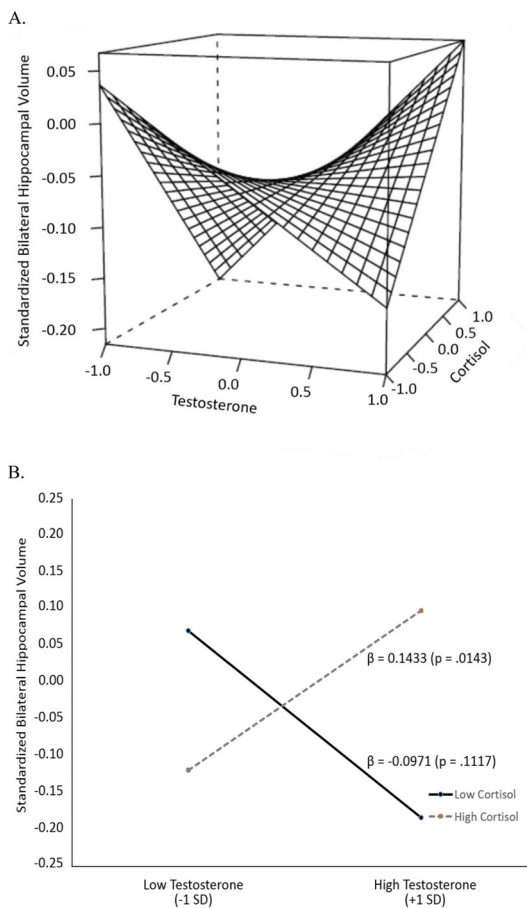 A.
Standardized Bilateral Hippocampal Volume
0.05
0.00
-0.05
-0.10
-0.15
-0.20
-1.0
-0.5
0.0
0.5
1.0
Testosterone
-1.0
-0.5
0.0
0.5
1.0
Cortisol
B.
Standardized Bilateral Hippocampal Volume
0.25
0.20
0.15
0.10
0.05
0.00
-0.05
-0.10
-0.15
-0.20
-0.25
β = 0.1433 (p = .0143)
β = -0.0971 (p = .1117)
Low Cortisol
High Cortisol
Low Testosterone
(-1 SD)
High Testosterone
(+1 SD)